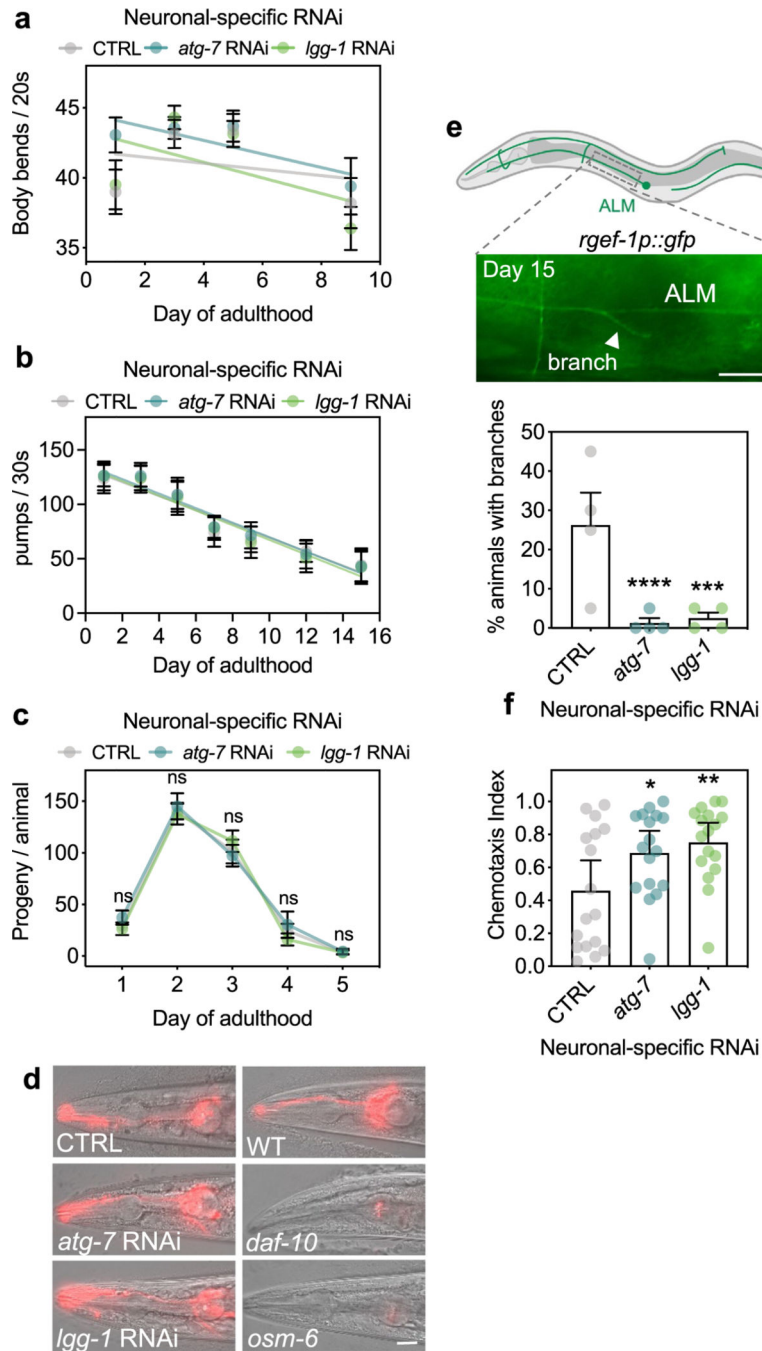 a
Neuronal-specific RNAi
CTRL atg-7 RNAi lgg-1 RNAi
Body bends / 20s
45
40
35
0 2 4 6 8 10
Day of adulthood
b
Neuronal-specific RNAi
CTRL atg-7 RNAi lgg-1 RNAi
pumps / 30s
150
100
50
0
0 2 4 6 8 10 12 14 16
Day of adulthood
c
Neuronal-specific RNAi
CTRL atg-7 RNAi lgg-1 RNAi
Progeny / animal
150
100
50
0
ns
ns
ns
ns
ns
1 2 3 4 5
Day of adulthood
d
CTRL
WT
atg-7 RNAi
daf-10
lgg-1 RNAi
osm-6
e
ALM
rgef-1p::gfp
Day 15
ALM
branch
% animals with branches
50
40
30
20
10
0
****
***
CTRL
atg-7
lgg-1
Neuronal-specific RNAi
f
Chemotaxis Index
1.0
0.8
0.6
0.4
0.2
0.0
*
**
CTRL
atg-7
lgg-1
Neuronal-specific RNAi